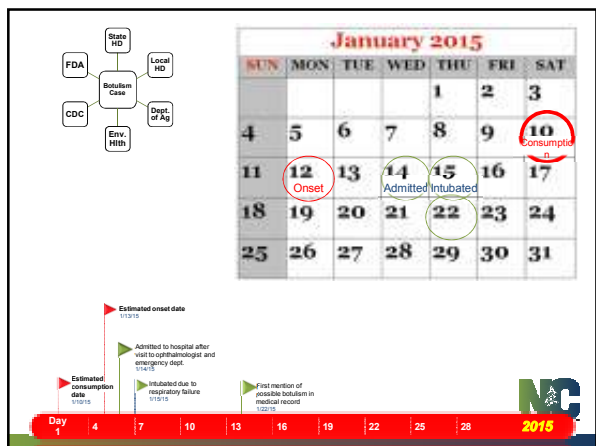 State
HD
FDA
Local
HD
Botulism
Case
CDC
Dept.
of Ag
Env.
Hlth
January 2015
SUN MON TUE WED THU FRI SAT
1 2 3
4 5 6 7 8 9 10
Consumptio
n
11 12 13 14 15 16 17
Onset Admitted Intubated
18 19 20 21 22 23 24
25 26 27 28 29 30 31
Estimated onset date
1/13/15
Admitted to hospital after
visit to ophthalmologist and
emergency dept.
1/14/15
Estimated
consumption
date
1/10/15
Intubated due to
respiratory failure
1/15/15
First mention of
possible botulism in
medical record
1/22/15
NC
Day
1 4 7 10 13 16 19 22 25 28 2015